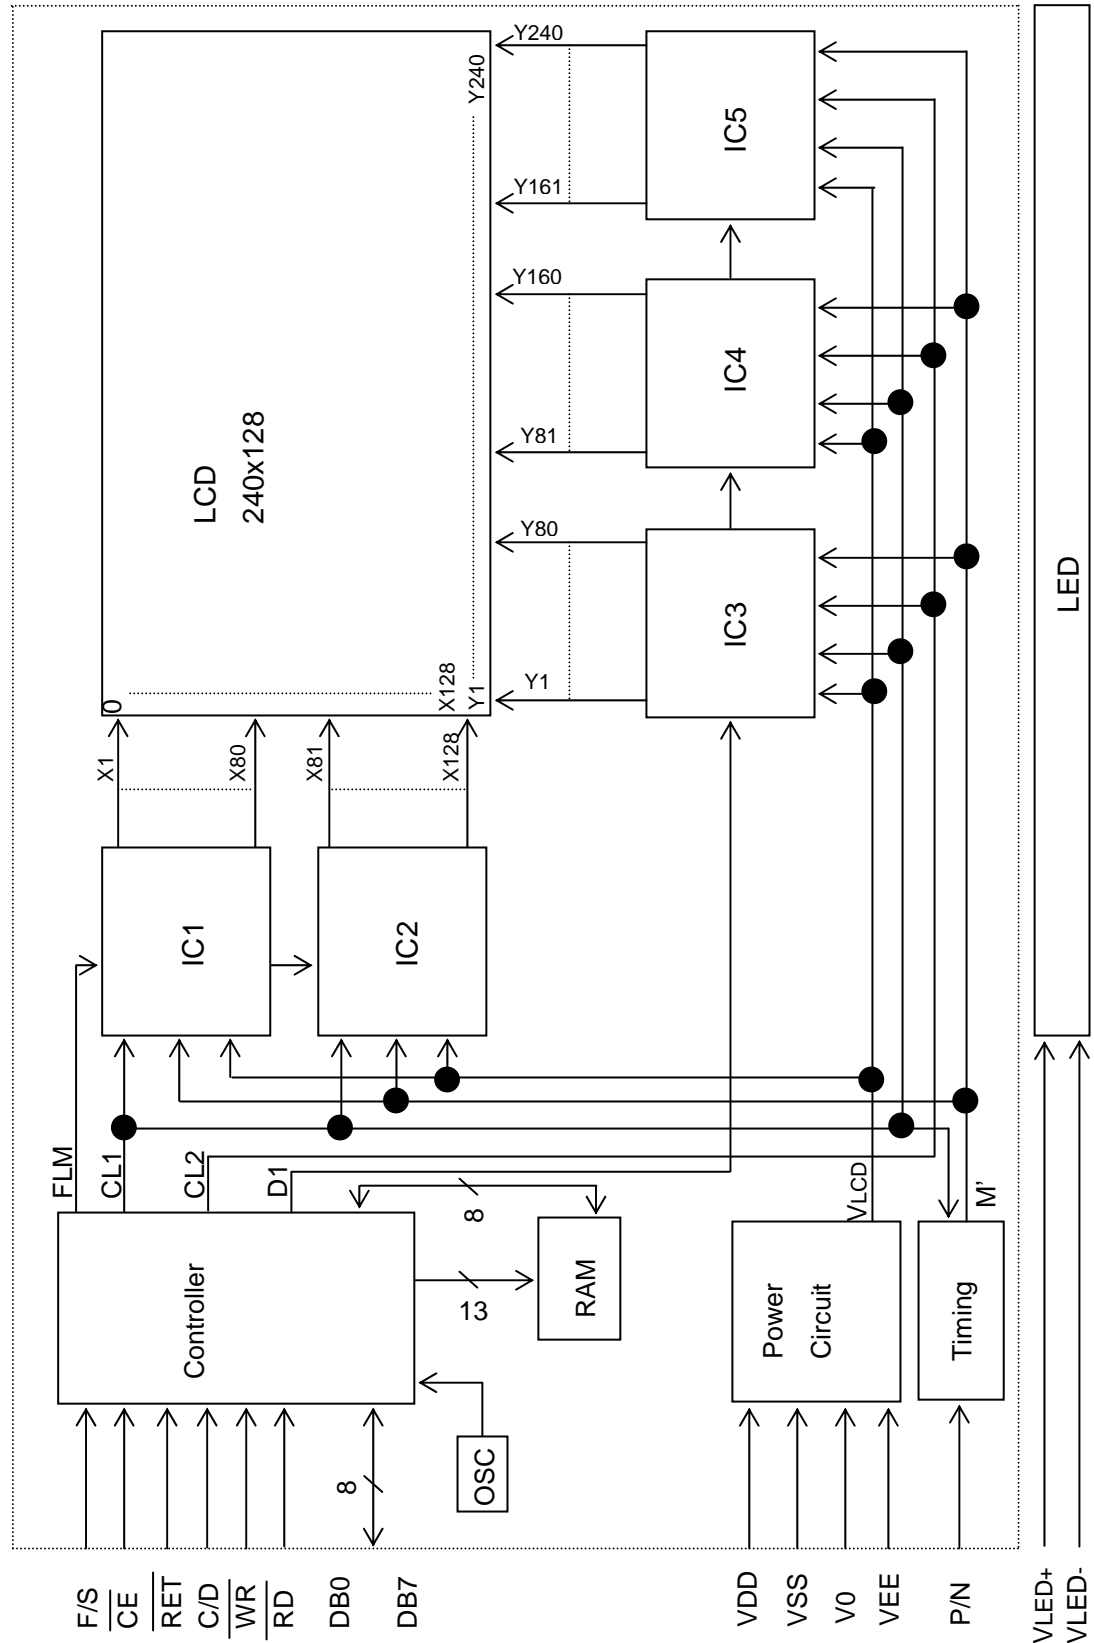 F/S
CE
RET
C/D
WR
RD
DB0
DB7
8
OSC
Controller
FLM
CL1
CL2
D1
8
13
RAM
IC1
IC2
X1
X80
X81
X128
0
X128
Y1
Y240
LCD
240x128
Y240
Y161
Y160
Y81
Y80
Y1
IC5
IC4
IC3
VDD
VSS
V0
VEE
P/N
Power
Circuit
VLCD
Timing
M'
VLED+
VLED-
LED